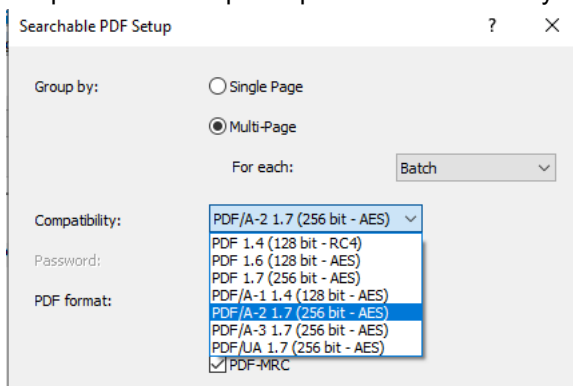 Searchable PDF Setup ? ×
Group by: Single Page
Multi-Page
For each: Batch
Compatibility: PDF/A-2 1.7 (256 bit - AES)
PDF 1.4 (128 bit - RC4)
Password: PDF 1.6 (128 bit - AES)
PDF 1.7 (256 bit - AES)
PDF format: PDF/A-1 1.4 (128 bit - AES)
PDF/A-2 1.7 (256 bit - AES)
PDF/A-3 1.7 (256 bit - AES)
PDF/UA 1.7 (256 bit - AES)
PDF-MRC